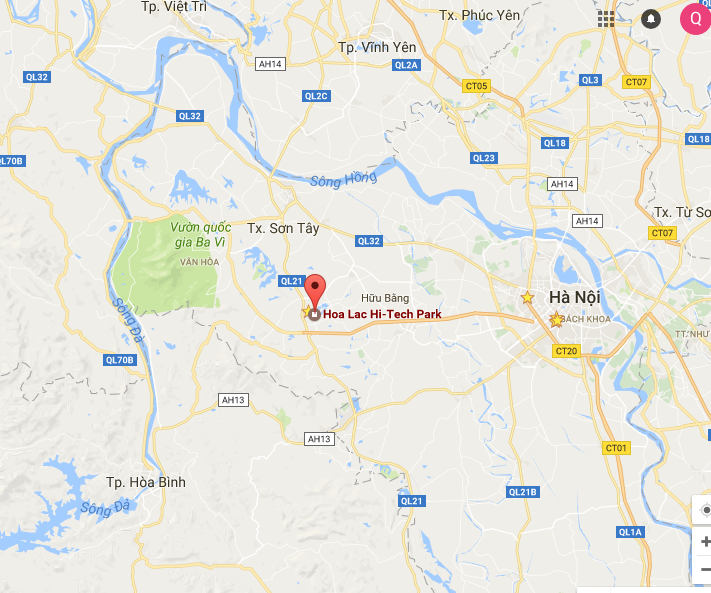 Tp. Việt Trì
Tx. Phúc Yên
Q
Tp. Vĩnh Yên
AH14
QL2A
QL32
QL3
CT07
CT05
QL2C
QL32
QL18
QL18
QL23
QL70B
Sông Hồng
AH14
Tx. Từ Sơ
AH14
Vườn quốc
gia Ba Vì
Tx. Sơn Tây
CT07
QL32
VÂN HÒA
QL21
Hữu Bằng
Hà Nội
Hoa Lac Hi-Tech Park
BÁCH KHOA
Sông Đà
TT.NHƯ
CT20
QL70B
AH13
AH13
CT01
Tp. Hòa Bình
QL21B
QL21
Sông Đà
QL1A
+
−